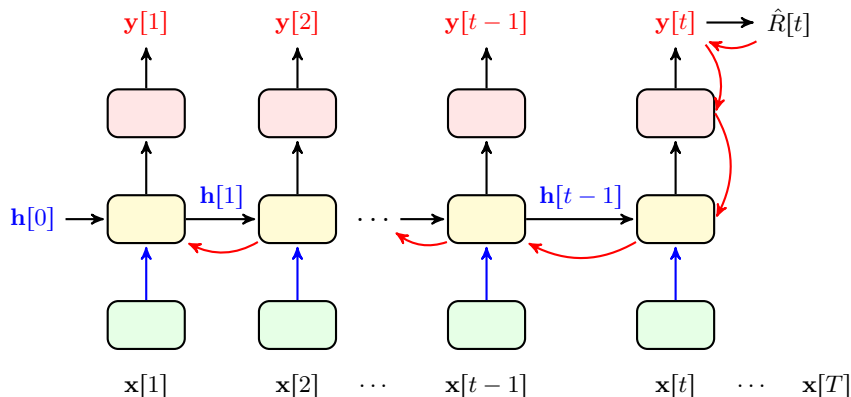 y[1] y[2] y[t − 1] y[t] R̂[t]
h[1] h[t − 1]
h[0] ⋯
x[1] x[2] ⋯ x[t − 1] x[t] ⋯ x[T]